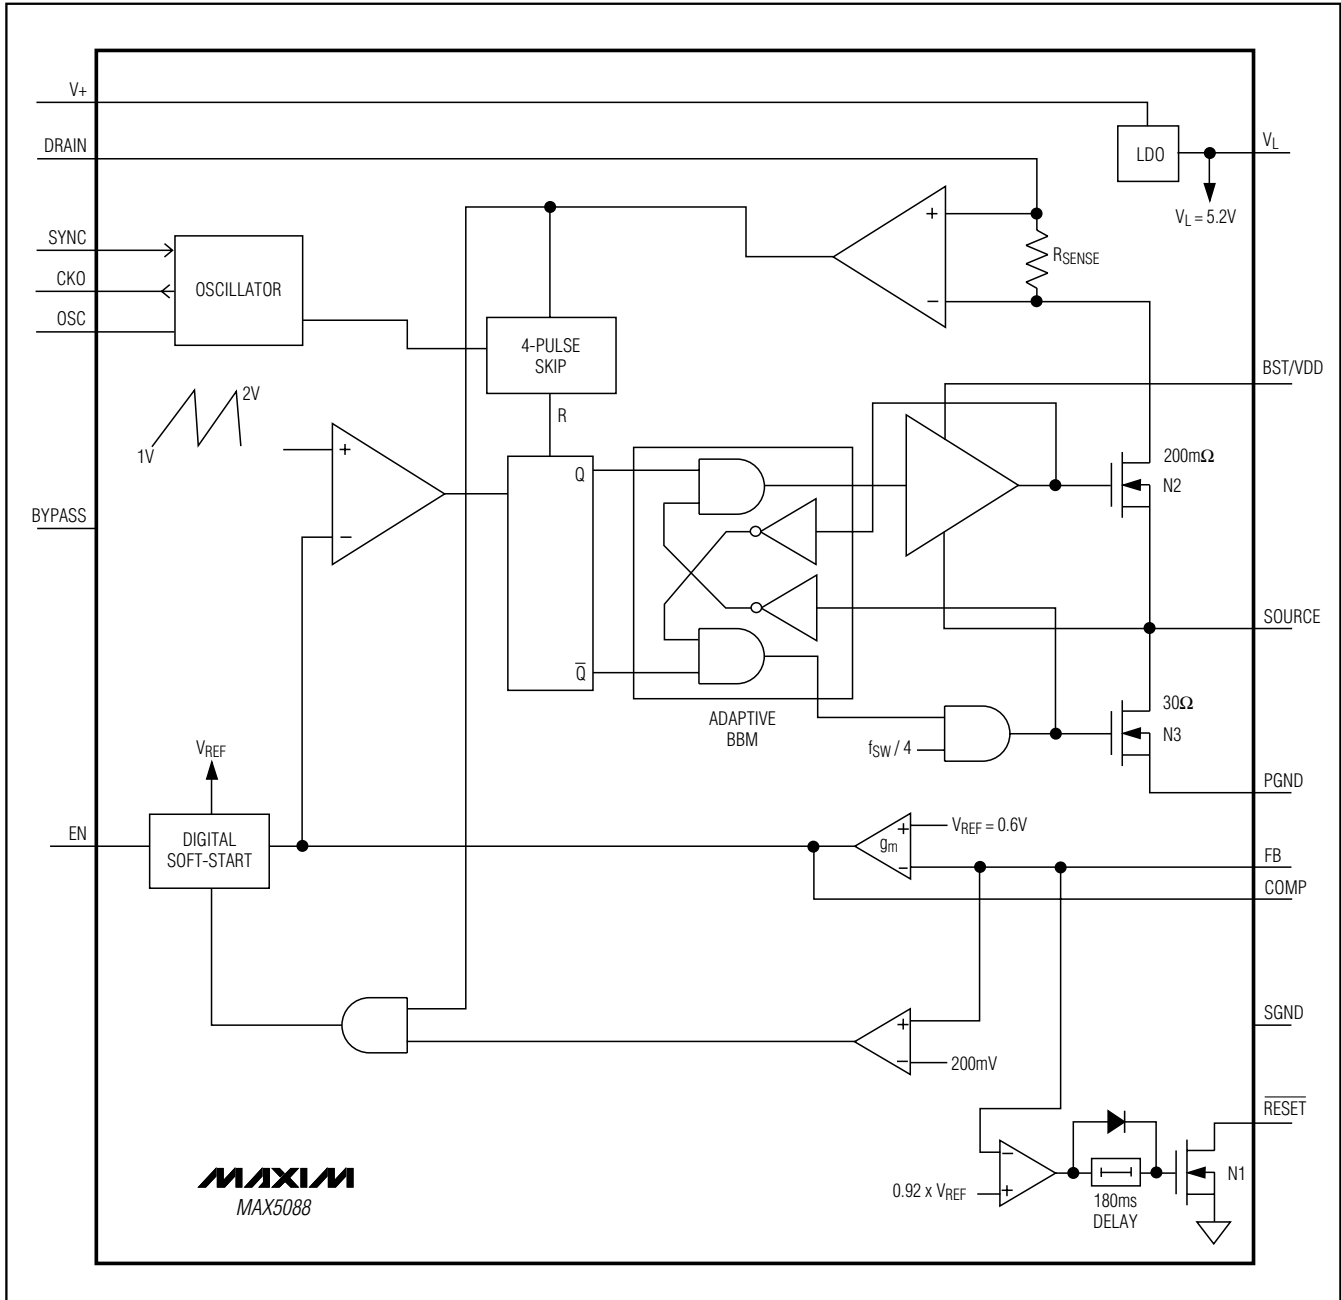 V+
DRAIN
LDO
VL
VL = 5.2V
SYNC
CKO
OSC
OSCILLATOR
+
−
RSENSE
4-PULSE
SKIP
R
2V
1V
+
−
BYPASS
Q
Q̅
ADAPTIVE
BBM
BST/VDD
200mΩ
N2
SOURCE
30Ω
N3
fSW / 4
PGND
VREF
EN
DIGITAL
SOFT-START
gm
+
−
VREF = 0.6V
FB
COMP
+
−
200mV
SGND
R̅E̅S̅E̅T̅
−
+
0.92 x VREF
180ms
DELAY
N1
MAXIM
MAX5088